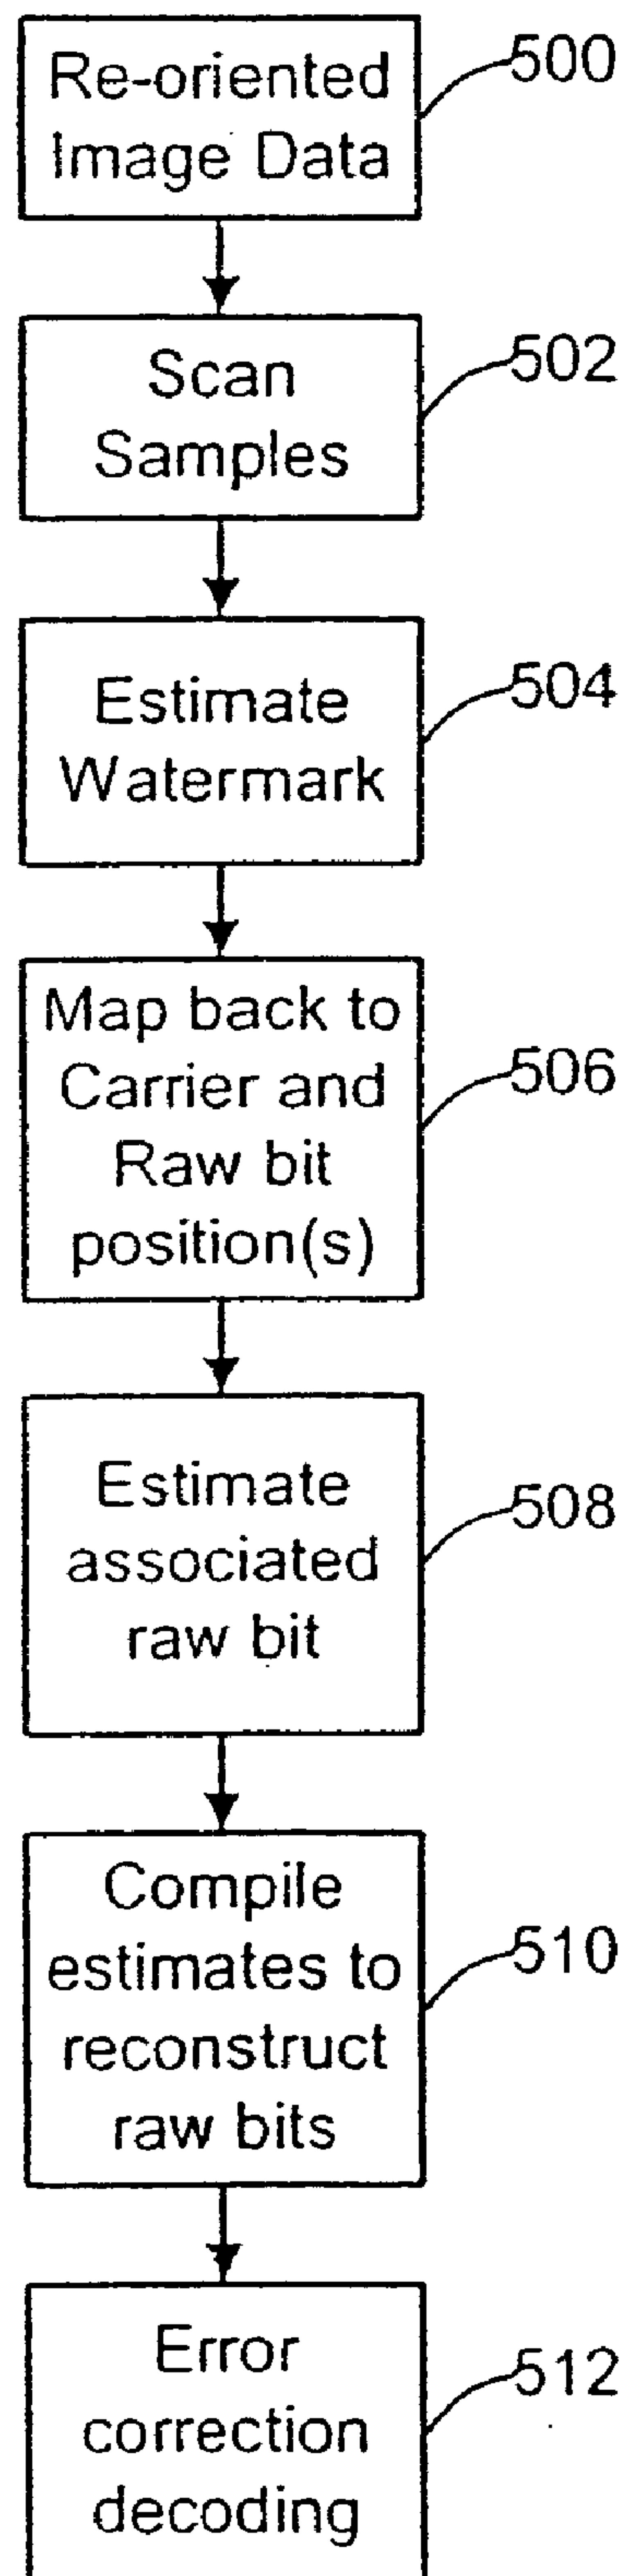 Re-oriented
Image Data
500
Scan
Samples
502
Estimate
Watermark
504
Map back to
Carrier and
Raw bit
position(s)
506
Estimate
associated
raw bit
508
Compile
estimates to
reconstruct
raw bits
510
Error
correction
decoding
512